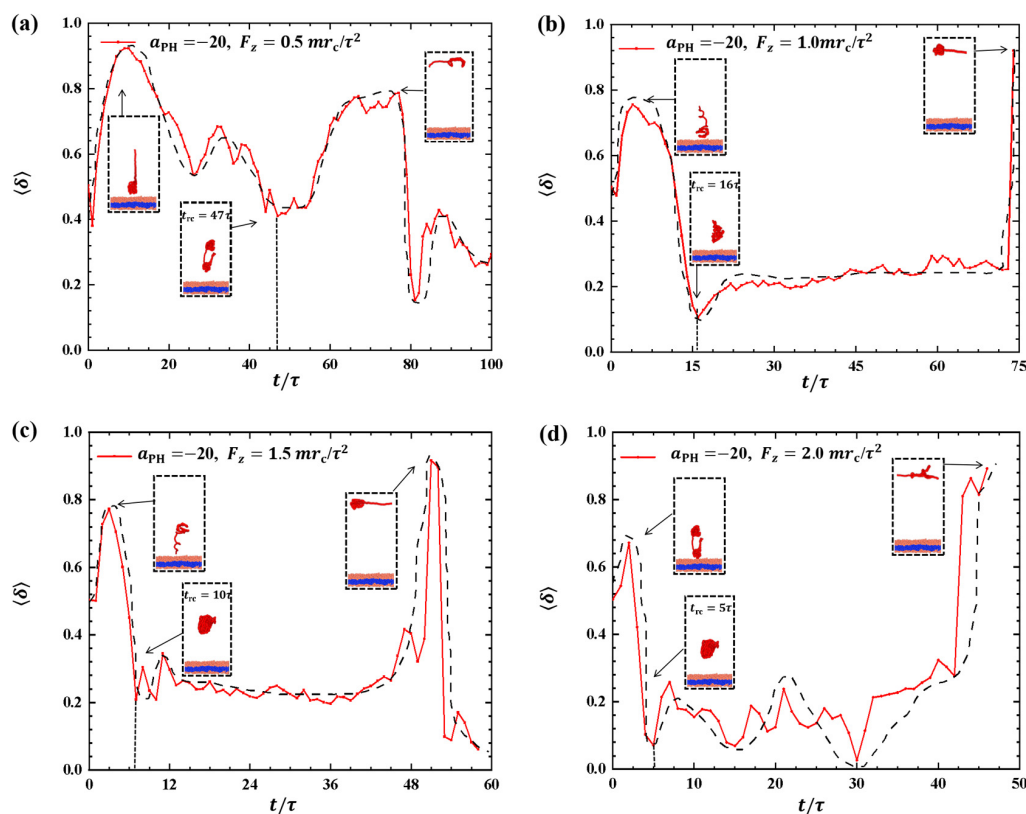 (a)
a_PH=−20, F_z = 0.5 mr_c/τ²
t_rc = 47τ
⟨δ⟩
1.0
0.8
0.6
0.4
0.2
0.0
0 20 40 60 80 100
t/τ
(b)
a_PH=−20, F_z = 1.0mr_c/τ²
t_rc = 16τ
⟨δ⟩
1.0
0.8
0.6
0.4
0.2
0.0
0 15 30 45 60 75
t/τ
(c)
a_PH=−20, F_z = 1.5 mr_c/τ²
t_rc = 10τ
⟨δ⟩
1.0
0.8
0.6
0.4
0.2
0.0
0 12 24 36 48 60
t/τ
(d)
a_PH=−20, F_z = 2.0 mr_c/τ²
t_rc = 5τ
⟨δ⟩
1.0
0.8
0.6
0.4
0.2
0.0
0 10 20 30 40 50
t/τ